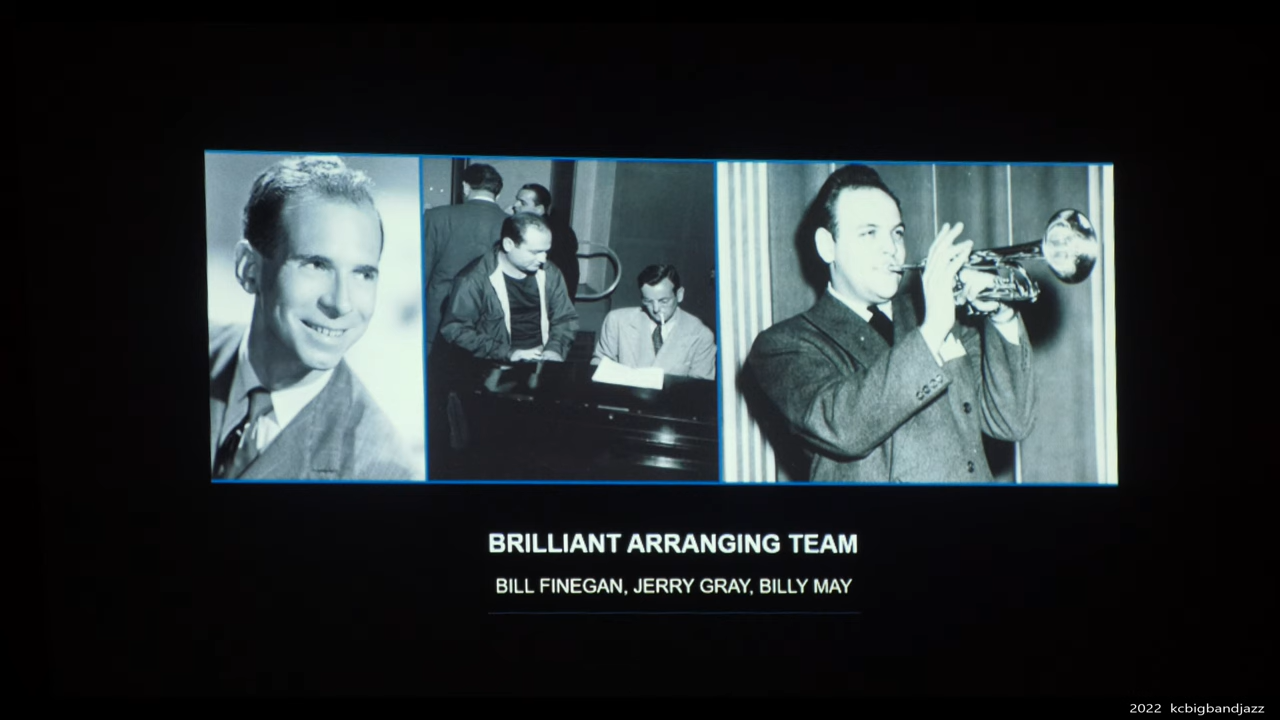 BRILLIANT ARRANGING TEAM
BILL FINEGAN, JERRY GRAY, BILLY MAY
2022 kcbigbandjazz